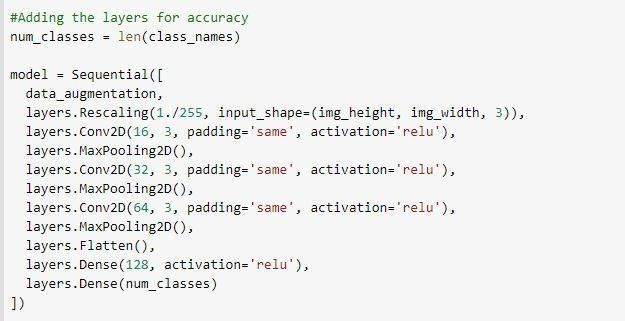 #Adding the layers for accuracy
num_classes = len(class_names)

model = Sequential([
  data_augmentation,
  layers.Rescaling(1./255, input_shape=(img_height, img_width, 3)),
  layers.Conv2D(16, 3, padding='same', activation='relu'),
  layers.MaxPooling2D(),
  layers.Conv2D(32, 3, padding='same', activation='relu'),
  layers.MaxPooling2D(),
  layers.Conv2D(64, 3, padding='same', activation='relu'),
  layers.MaxPooling2D(),
  layers.Flatten(),
  layers.Dense(128, activation='relu'),
  layers.Dense(num_classes)
])